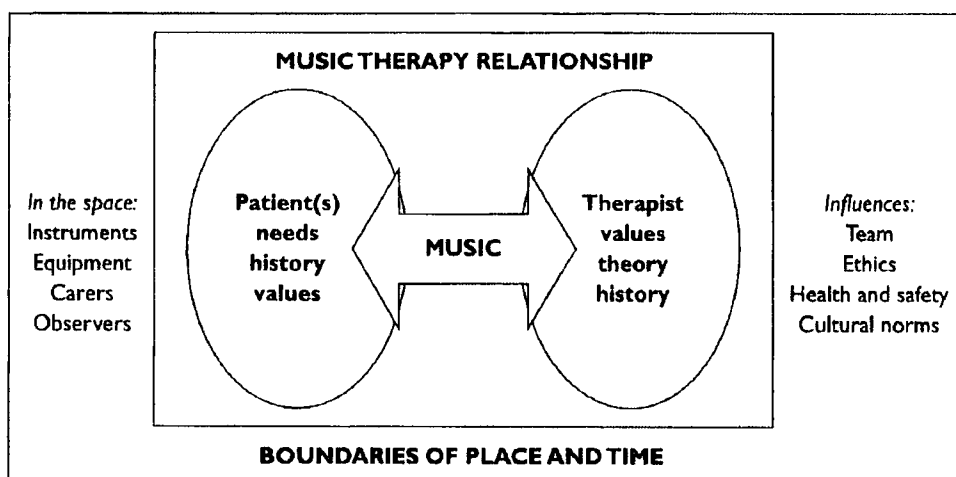 MUSIC THERAPY RELATIONSHIP
In the space:
Instruments
Equipment
Carers
Observers
Patient(s)
needs
history
values
MUSIC
Therapist
values
theory
history
Influences:
Team
Ethics
Health and safety
Cultural norms
BOUNDARIES OF PLACE AND TIME